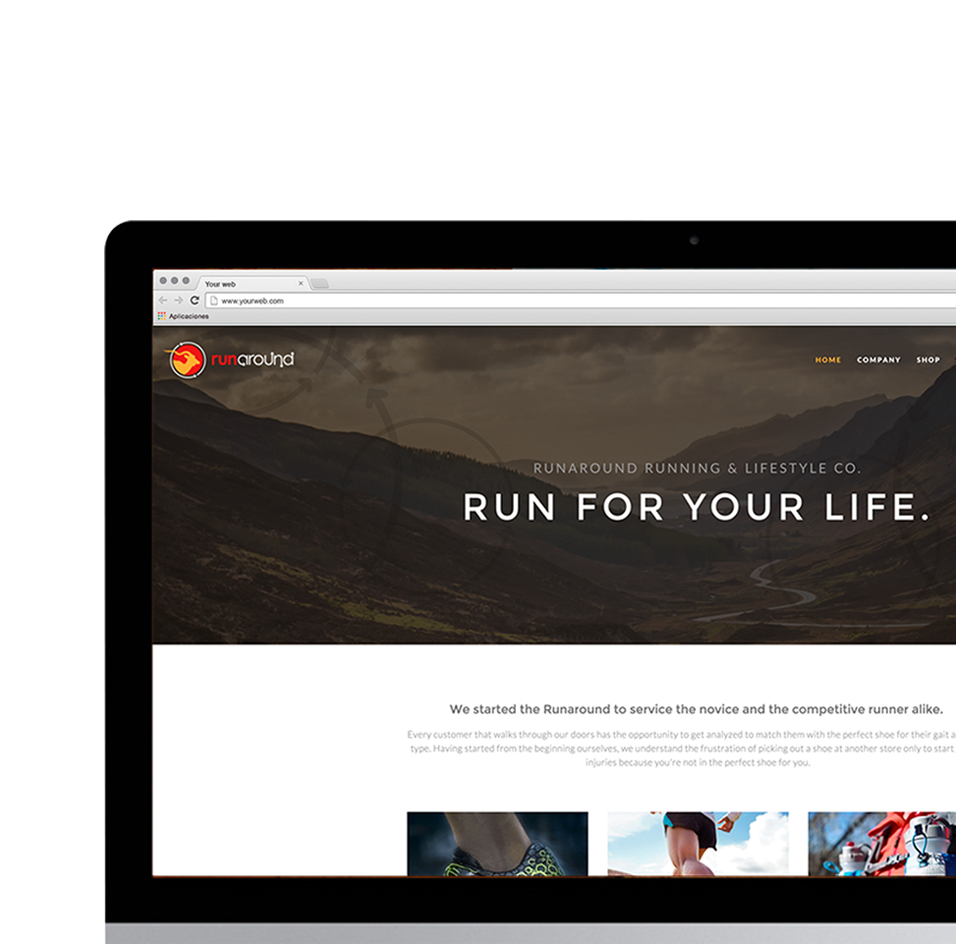 Your web
www.yourweb.com
Aplicaciones
runaround
HOME COMPANY SHOP
RUNAROUND RUNNING & LIFESTYLE CO.
RUN FOR YOUR LIFE.
We started the Runaround to service the novice and the competitive runner alike.
Every customer that walks through our doors has the opportunity to get analyzed to match them with the perfect shoe for their gait a
type. Having started from the beginning ourselves, we understand the frustration of picking out a shoe at another store only to start
injuries because you're not in the perfect shoe for you.